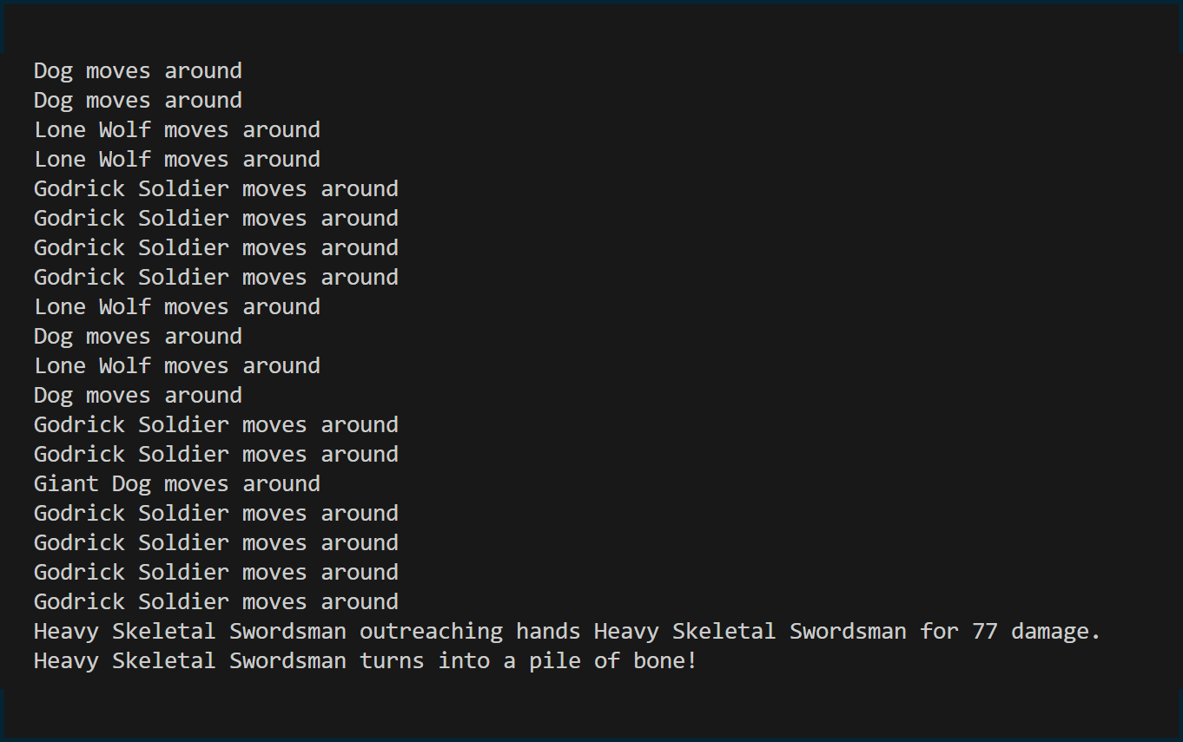 Dog moves around
Dog moves around
Lone Wolf moves around
Lone Wolf moves around
Godrick Soldier moves around
Godrick Soldier moves around
Godrick Soldier moves around
Godrick Soldier moves around
Lone Wolf moves around
Dog moves around
Lone Wolf moves around
Dog moves around
Godrick Soldier moves around
Godrick Soldier moves around
Giant Dog moves around
Godrick Soldier moves around
Godrick Soldier moves around
Godrick Soldier moves around
Godrick Soldier moves around
Heavy Skeletal Swordsman outreaching hands Heavy Skeletal Swordsman for 77 damage.
Heavy Skeletal Swordsman turns into a pile of bone!